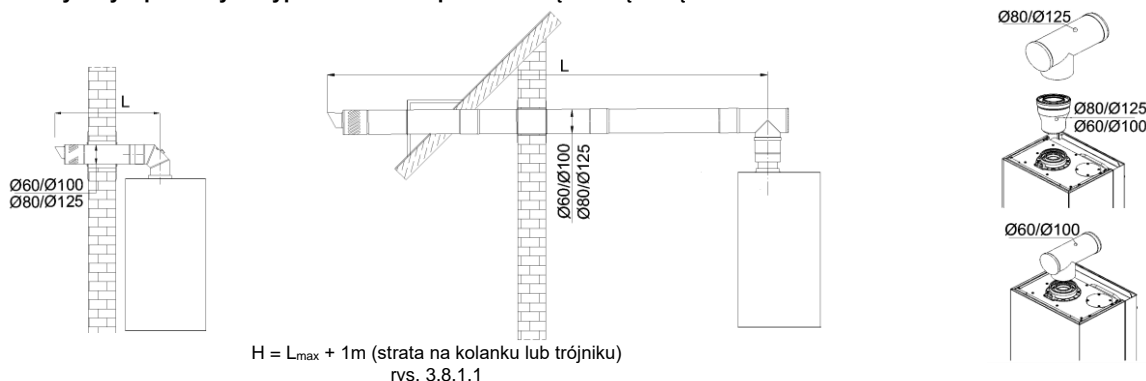 L
Ø60/Ø100
Ø80/Ø125
L
Ø60/Ø100
Ø80/Ø125
Ø80/Ø125
Ø80/Ø125
Ø60/Ø100
Ø60/Ø100
H = Lmax + 1m (strata na kolanku lub trójniku)
rys. 3.8.1.1